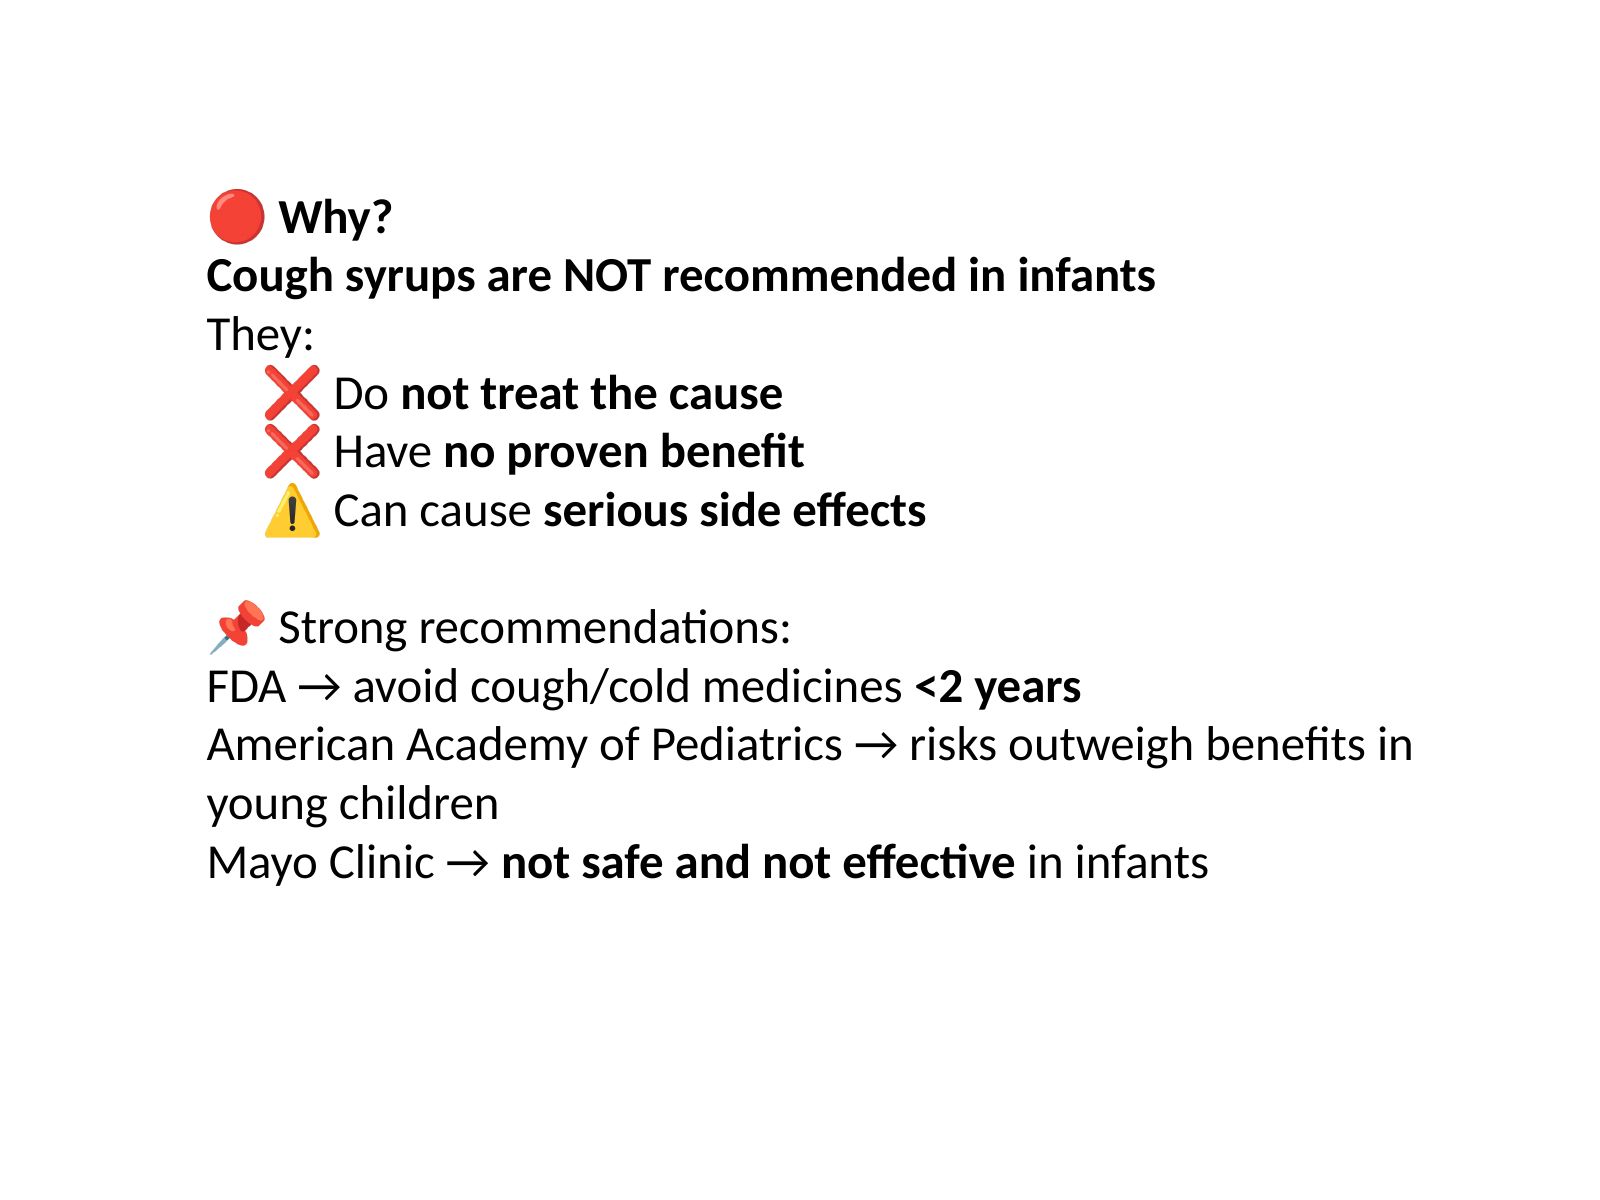 🔴 Why?
Cough syrups are NOT recommended in infants
They:
❌ Do not treat the cause
❌ Have no proven benefit
⚠️ Can cause serious side effects
📌 Strong recommendations:
FDA → avoid cough/cold medicines <2 years
American Academy of Pediatrics → risks outweigh benefits in
young children
Mayo Clinic → not safe and not effective in infants